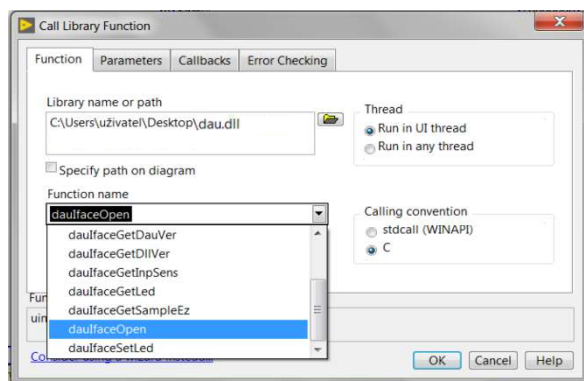 Call Library Function
Function Parameters Callbacks Error Checking
Library name or path
C:\Users\uživatel\Desktop\dau.dll
Specify path on diagram
Function name
dauIfaceOpen
dauIfaceGetDauVer
dauIfaceGetDllVer
dauIfaceGetInpSens
dauIfaceGetLed
dauIfaceGetSampleEz
dauIfaceOpen
dauIfaceSetLed
Thread
Run in UI thread
Run in any thread
Calling convention
stdcall (WINAPI)
C
OK Cancel Help